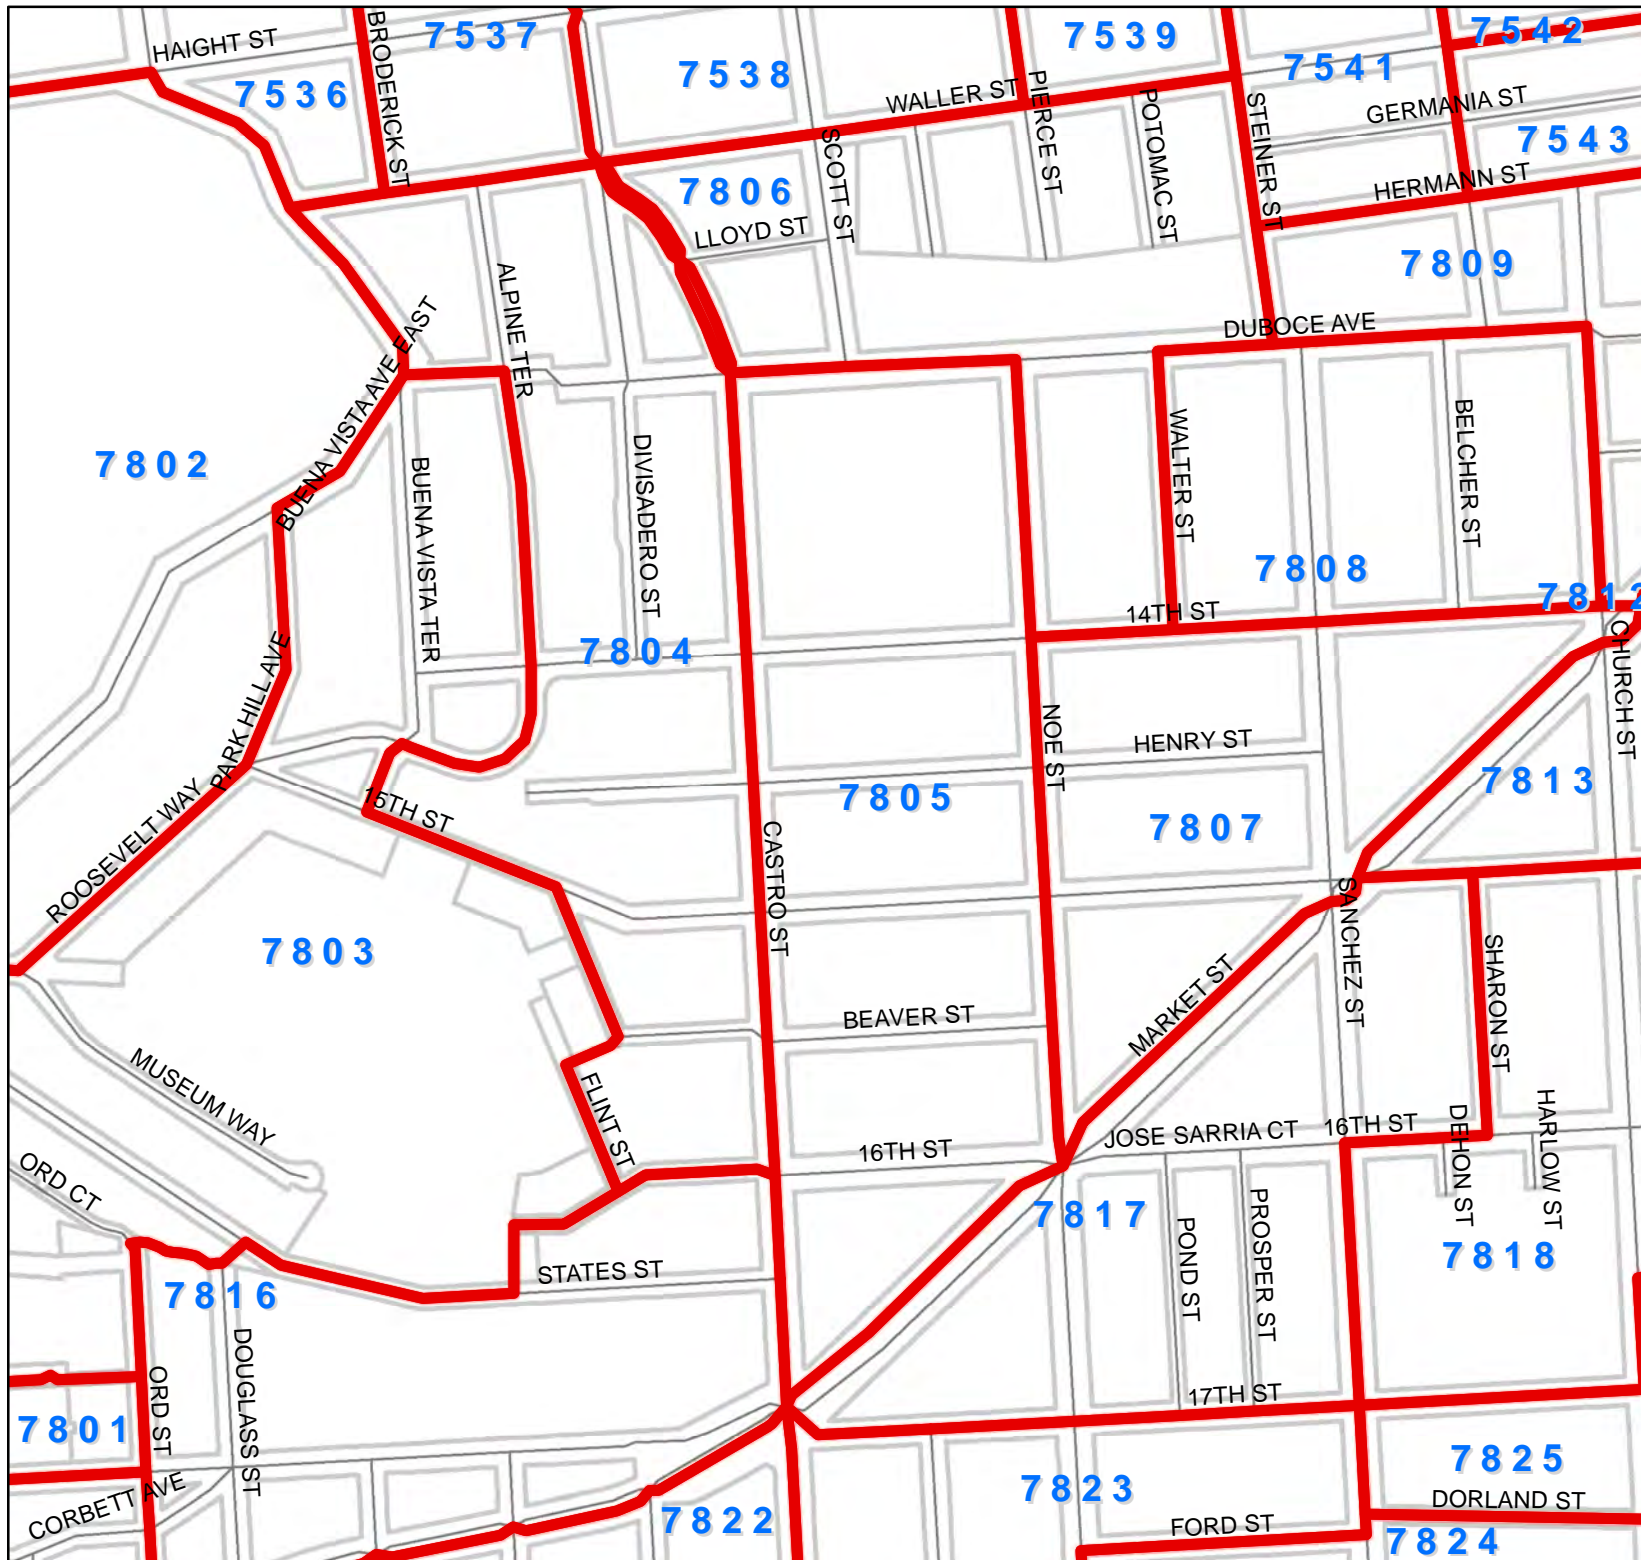 HAIGHT ST
BRODERICK ST
7537
7538
7539
7541
7542
7536
WALLER ST
PIERCE ST
POTOMAC ST
STEINER ST
GERMANIA ST
7543
HERMANN ST
7806
SCOTT ST
LLOYD ST
7809
ALPINE TER
BUENA VISTA AVE EAST
DUBOCE AVE
7802
BUENA VISTA TER
DIVISADERO ST
WALTER ST
BELCHER ST
7808
7812
14TH ST
7804
PARK HILL AVE
CHURCH ST
NOE ST
HENRY ST
7813
ROOSEVELT WAY
15TH ST
7805
7807
CASTRO ST
SANCHEZ ST
SHARON ST
7803
MARKET ST
BEAVER ST
MUSEUM WAY
FLINT ST
16TH ST
JOSE SARRIA CT
16TH ST
DEHON ST
HARLOW ST
ORD CT
7817
POND ST
PROSPER ST
7818
STATES ST
7816
DOUGLASS ST
ORD ST
17TH ST
7801
7825
7823
DORLAND ST
CORBETT AVE
7822
FORD ST
7824